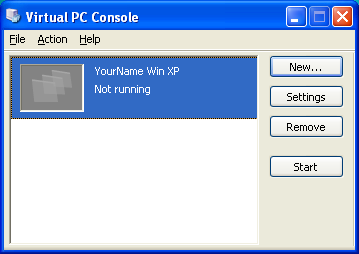 Virtual PC Console
File Action Help
YourName Win XP
Not running
New...
Settings
Remove
Start